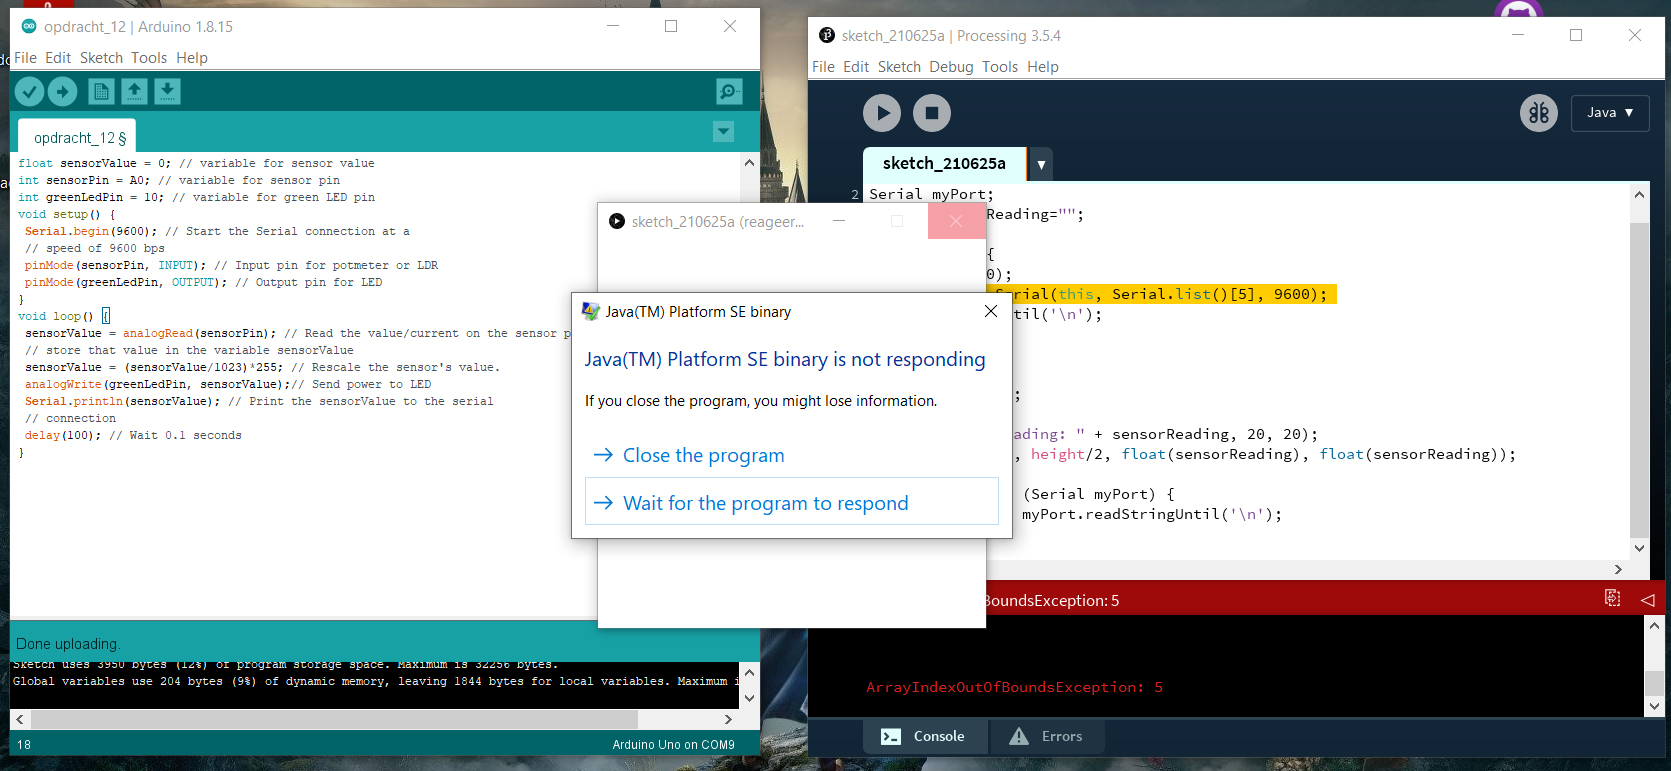 opdracht_12 | Arduino 1.8.15
File Edit Sketch Tools Help
opdracht_12 §
float sensorValue = 0; // variable for sensor value
int sensorPin = A0; // variable for sensor pin
int greenLedPin = 10; // variable for green LED pin
void setup() {
Serial.begin(9600); // Start the Serial connection at a
// speed of 9600 bps
pinMode(sensorPin, INPUT); // Input pin for potmeter or LDR
pinMode(greenLedPin, OUTPUT); // Output pin for LED
}
void loop() {
sensorValue = analogRead(sensorPin); // Read the value/current on the sensor p
// store that value in the variable sensorValue
sensorValue = (sensorValue/1023)*255; // Rescale the sensor's value.
analogWrite(greenLedPin, sensorValue);// Send power to LED
Serial.println(sensorValue); // Print the sensorValue to the serial
// connection
delay(100); // Wait 0.1 seconds
}
Done uploading.
Sketch uses 3950 bytes (12%) of program storage space. Maximum is 32256 bytes.
Global variables use 204 bytes (9%) of dynamic memory, leaving 1844 bytes for local variables. Maximum i
18
Arduino Uno on COM9
sketch_210625a (reageer...
Java(TM) Platform SE binary
Java(TM) Platform SE binary is not responding
If you close the program, you might lose information.
Close the program
Wait for the program to respond
sketch_210625a | Processing 3.5.4
File Edit Sketch Debug Tools Help
Java ▼
sketch_210625a ▼
2 Serial myPort;
Reading="";
{
0);
Serial(this, Serial.list()[5], 9600);
til('\n');
;
ading: " + sensorReading, 20, 20);
, height/2, float(sensorReading), float(sensorReading));
(Serial myPort) {
myPort.readStringUntil('\n');
BoundsException: 5
ArrayIndexOutOfBoundsException: 5
Console
Errors